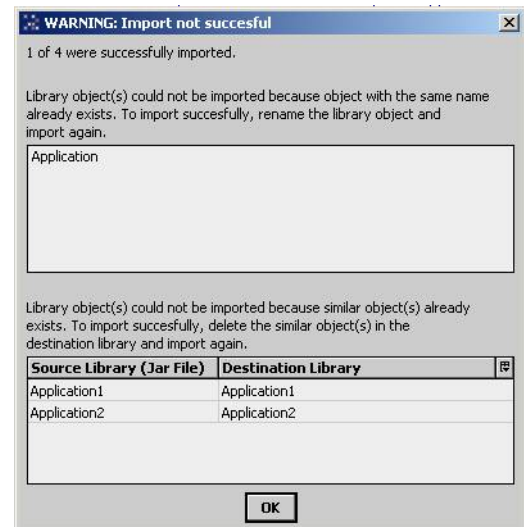 WARNING: Import not succesful
1 of 4 were successfully imported.
Library object(s) could not be imported because object with the same name
already exists. To import succesfully, rename the library object and
import again.
Application
Library object(s) could not be imported because similar object(s) already
exists. To import succesfully, delete the similar object(s) in the
destination library and import again.
Source Library (Jar File) Destination Library
Application1 Application1
Application2 Application2
OK